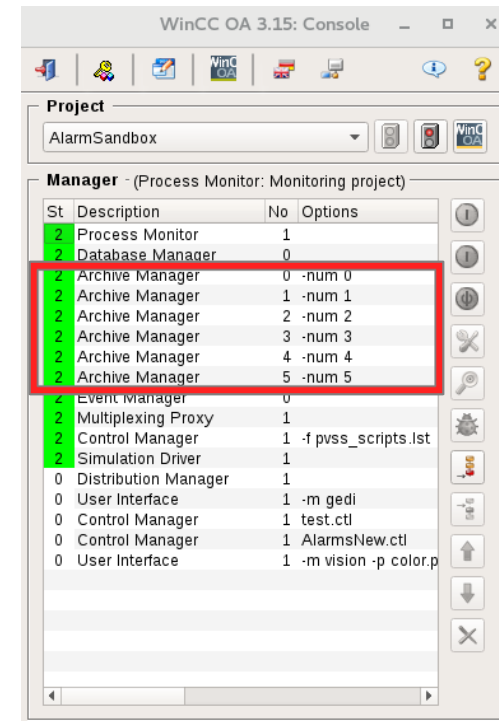 WinCC OA 3.15: Console
WinCC OA
Project
AlarmSandbox
WinCC OA
Manager - (Process Monitor: Monitoring project)
St Description No Options
2 Process Monitor 1
2 Database Manager 0
2 Archive Manager 0 -num 0
2 Archive Manager 1 -num 1
2 Archive Manager 2 -num 2
2 Archive Manager 3 -num 3
2 Archive Manager 4 -num 4
2 Archive Manager 5 -num 5
2 Event Manager 0
2 Multiplexing Proxy 1
2 Control Manager 1 -f pvss_scripts.lst
2 Simulation Driver 1
0 Distribution Manager 1
0 User Interface 1 -m gedi
0 Control Manager 1 test.ctl
0 Control Manager 1 AlarmsNew.ctl
0 User Interface 1 -m vision -p color.p